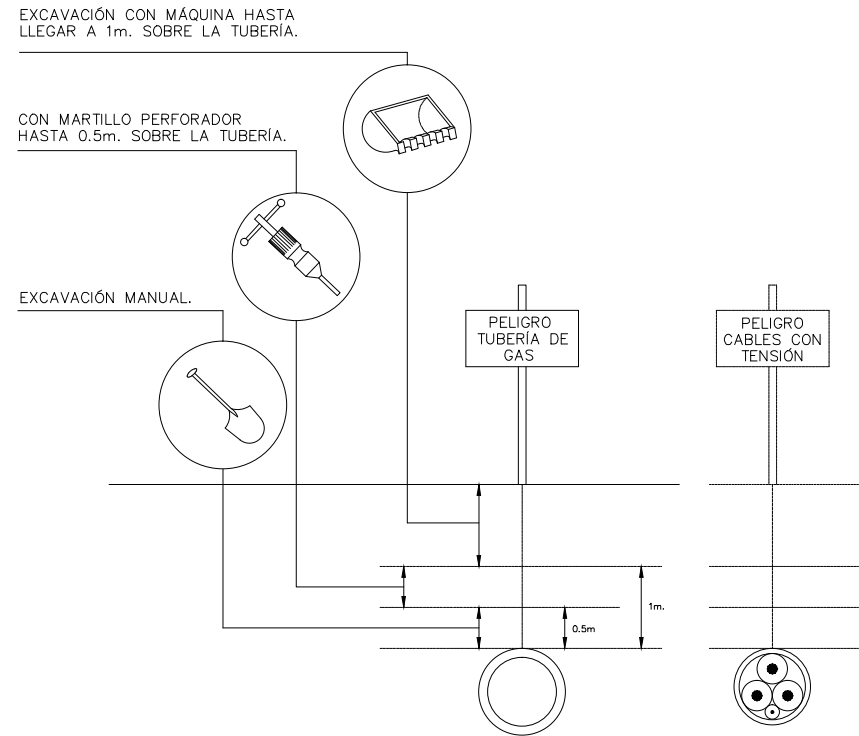 EXCAVACIÓN CON MÁQUINA HASTA
LLEGAR A 1m. SOBRE LA TUBERÍA.
CON MARTILLO PERFORADOR
HASTA 0.5m. SOBRE LA TUBERÍA.
EXCAVACIÓN MANUAL.
PELIGRO
TUBERÍA DE
GAS
PELIGRO
CABLES CON
TENSIÓN
1m.
0.5m